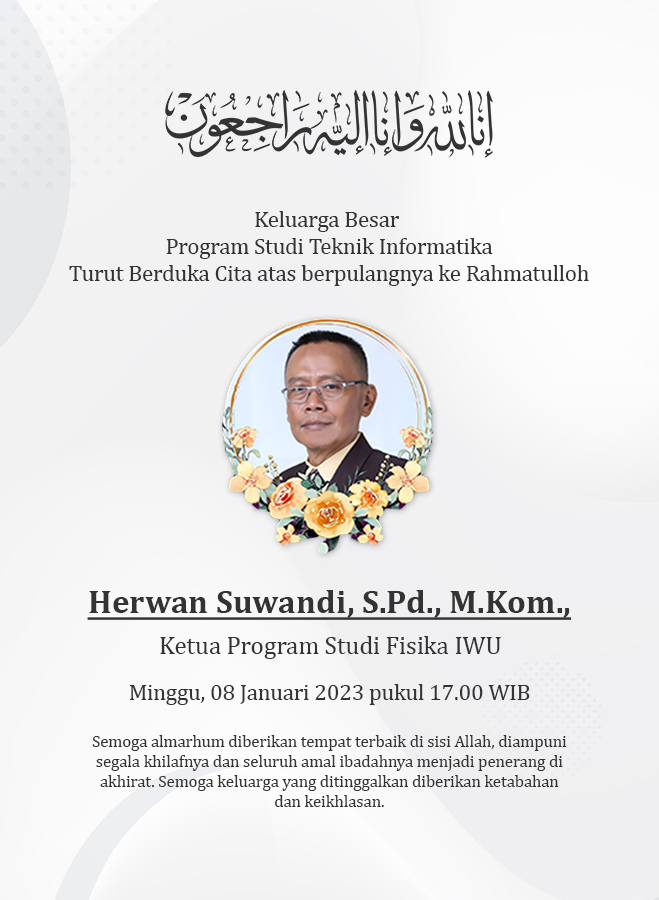 إنا لله وإنا إليه راجعون
Keluarga Besar
Program Studi Teknik Informatika
Turut Berduka Cita atas berpulangnya ke Rahmatulloh
Herwan Suwandi, S.Pd., M.Kom.,
Ketua Program Studi Fisika IWU
Minggu, 08 Januari 2023 pukul 17.00 WIB
Semoga almarhum diberikan tempat terbaik di sisi Allah, diampuni
segala khilafnya dan seluruh amal ibadahnya menjadi penerang di
akhirat. Semoga keluarga yang ditinggalkan diberikan ketabahan
dan keikhlasan.